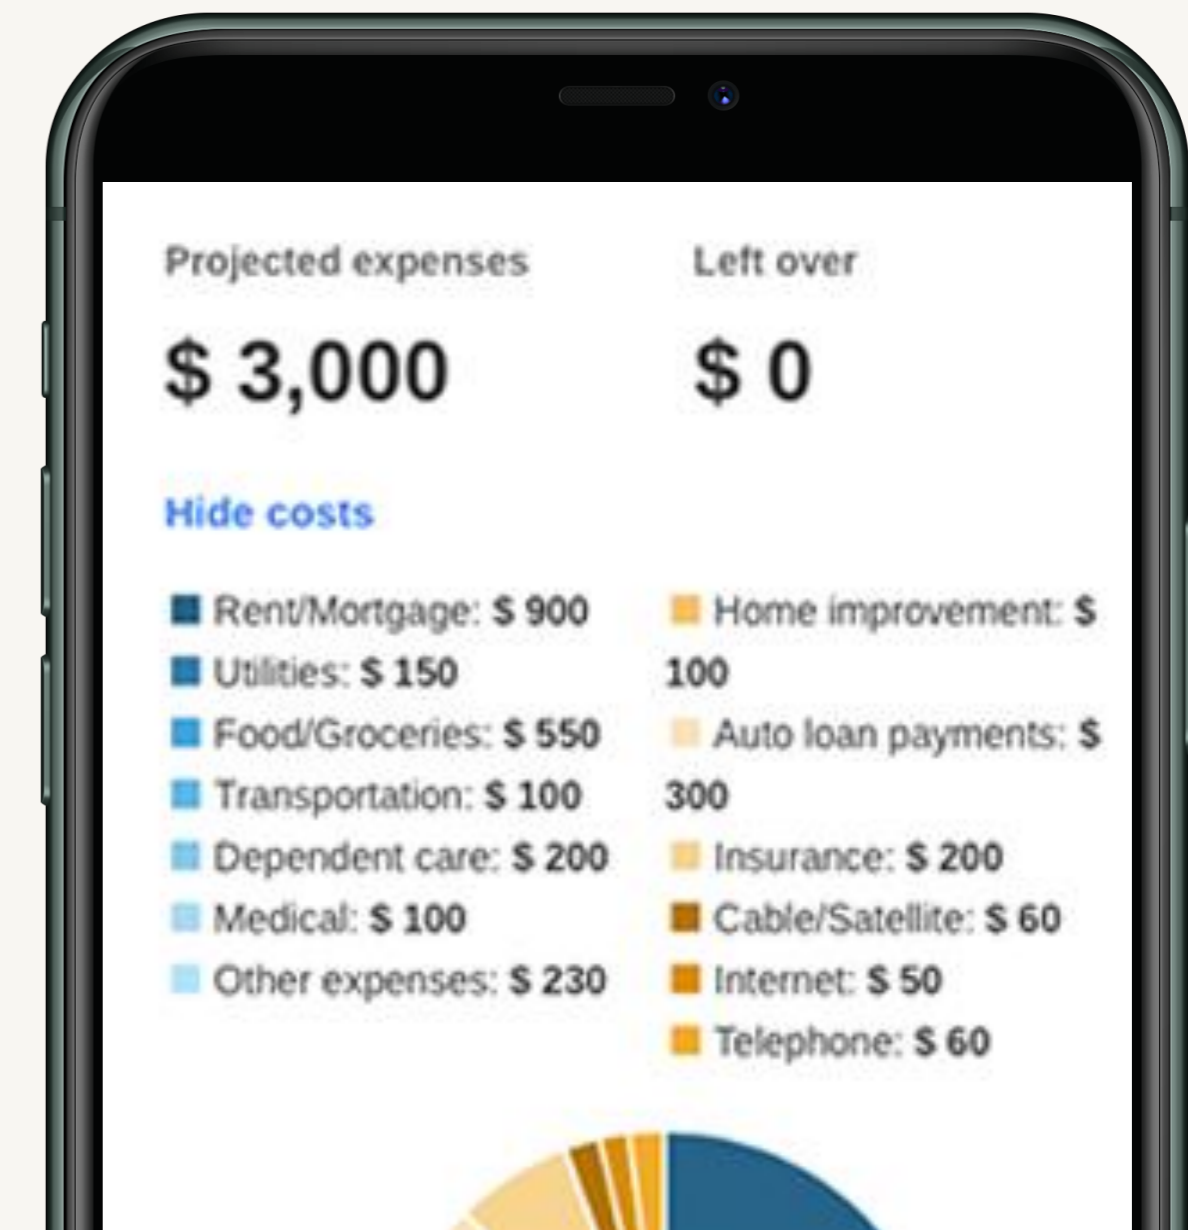 Projected expenses
Left over
$ 3,000
$ 0
Hide costs
Rent/Mortgage: $ 900
Utilities: $ 150
Food/Groceries: $ 550
Transportation: $ 100
Dependent care: $ 200
Medical: $ 100
Other expenses: $ 230
Home improvement: $
100
Auto loan payments: $
300
Insurance: $ 200
Cable/Satellite: $ 60
Internet: $ 50
Telephone: $ 60